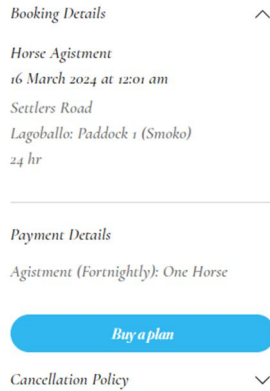 Booking Details
Horse Agistment
16 March 2024 at 12:01 am
Settlers Road
Lagoballo: Paddock 1 (Smoko)
24 hr
Payment Details
Agistment (Fortnightly): One Horse
Buy a plan
Cancellation Policy